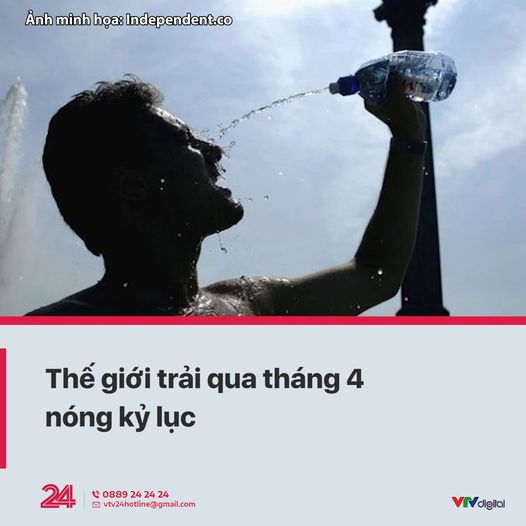 Ảnh minh họa: Independent.co
Thế giới trải qua tháng 4
nóng kỷ lục
24
0889 24 24 24
vtv24hotline@gmail.com
VTVdigital